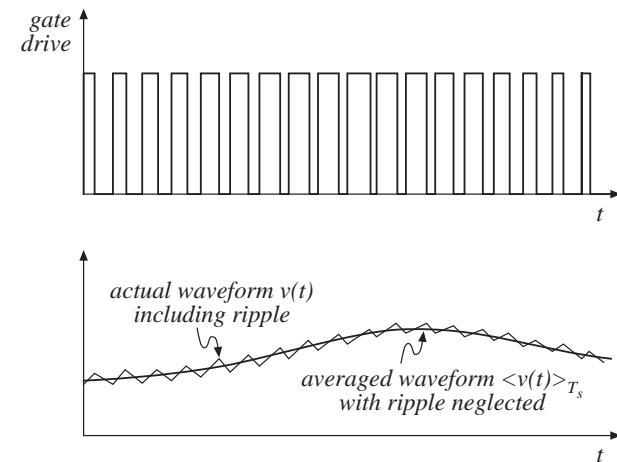 gate
drive
t
actual waveform v(t)
including ripple
averaged waveform <v(t)>Ts
with ripple neglected
t